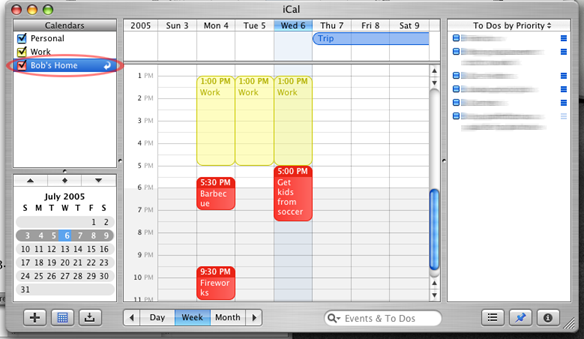 iCal
Calendars
Personal
Work
Bob's Home
2005 Sun 3 Mon 4 Tue 5 Wed 6 Thu 7 Fri 8 Sat 9
Trip
To Dos by Priority
1 PM
2 PM
3 PM
4 PM
5 PM
6 PM
7 PM
8 PM
9 PM
10 PM
11 PM
1:00 PM 1:00 PM 1:00 PM
Work Work Work
5:00 PM
Get
kids
from
soccer
5:30 PM
Barbec
ue
9:30 PM
Firewor
ks
July 2005
S M T W T F S
1 2
3 4 5 6 7 8 9
10 11 12 13 14 15 16
17 18 19 20 21 22 23
24 25 26 27 28 29 30
31
Day Week Month
Events & To Dos